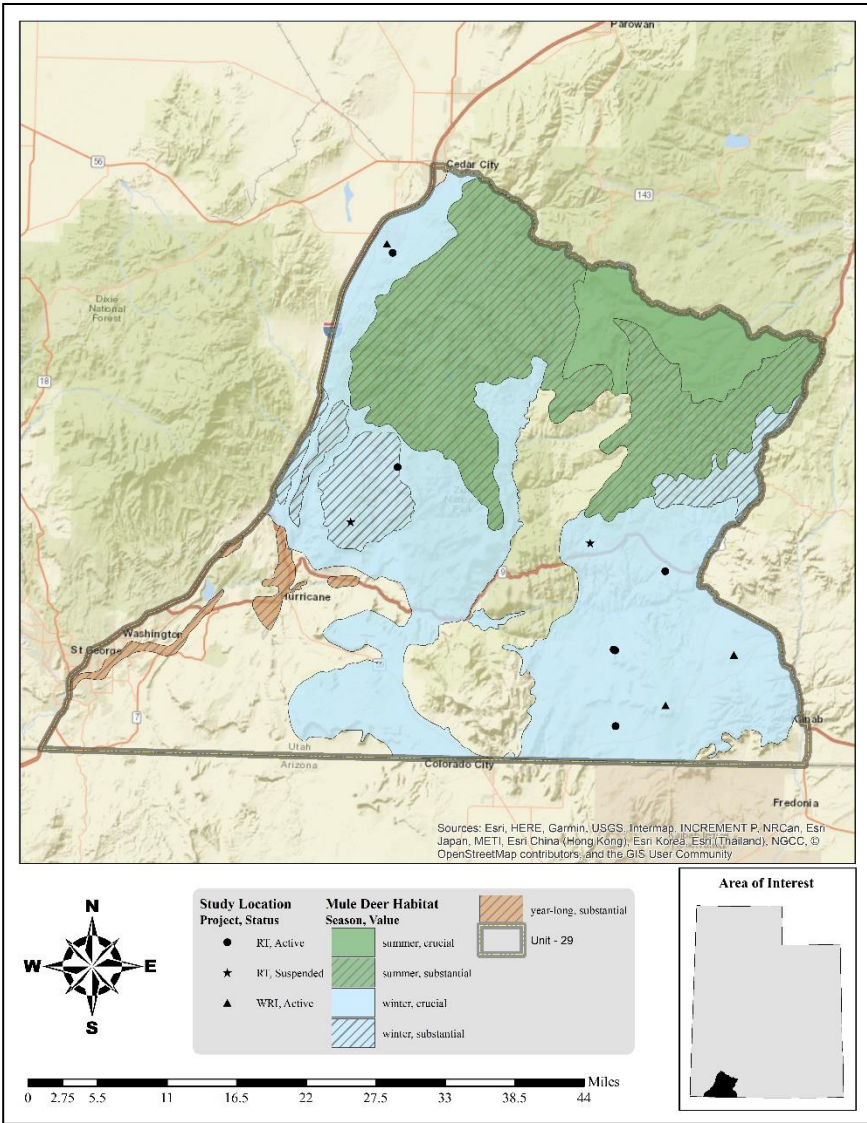 Parowan
56
Cedar City
143
Dixie
National
Forest
18
9
Hurricane
Washington
St George
7
Utah
Arizona
Colorado City
Fredonia
Sources: Esri, HERE, Garmin, USGS, Intermap, INCREMENT P, NRCan, Esri
Japan, METI, Esri China (Hong Kong), Esri Korea, Esri (Thailand), NGCC, ©
OpenStreetMap contributors, and the GIS User Community
N
W
E
S
Study Location
Project, Status
RT, Active
RT, Suspended
WRI, Active
Mule Deer Habitat
Season, Value
summer, crucial
summer, substantial
winter, crucial
winter, substantial
year-long, substantial
Unit - 29
Area of Interest
Miles
0 2.75 5.5 11 16.5 22 27.5 33 38.5 44